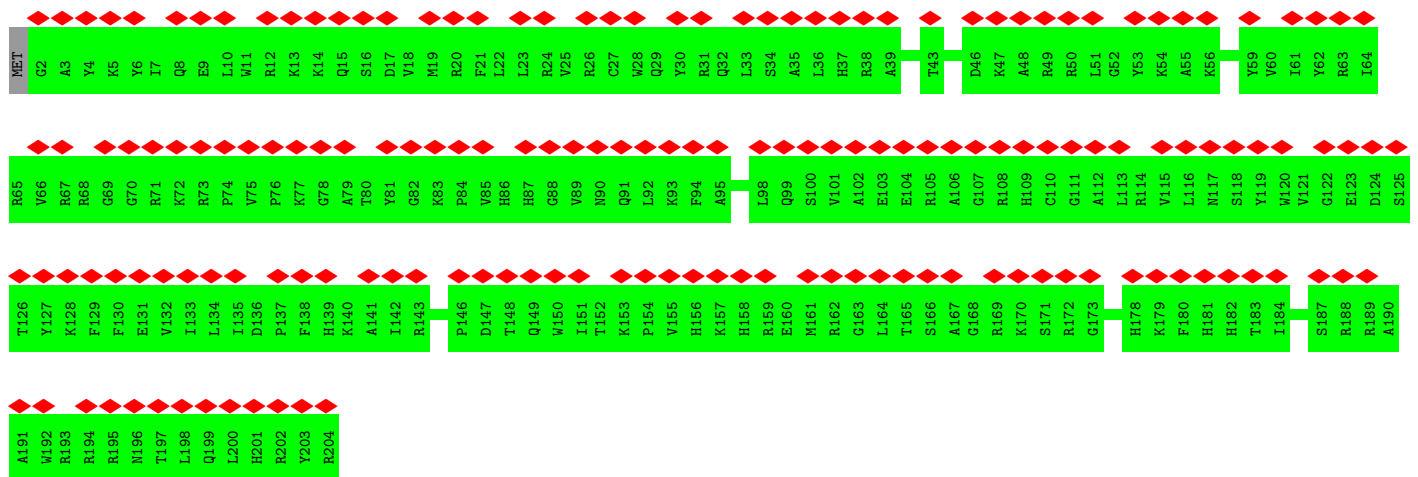 MET G2 A3 Y4 K5 Y6 I7 Q8 E9 L10 W11 R12 K13 K14 Q15 S16 D17 V18 M19 R20 F21 L22 L23 R24 V25 R26 C27 W28 Q29 Y30 R31 Q32 L33 S34 A35 L36 H37 R38 A39 T43 D46 K47 A48 R49 R50 L51 G52 Y53 K54 A55 K56 Y59 V60 I61 Y62 R63 I64
R65 V66 R67 R68 G69 G70 R71 K72 R73 P74 V75 P76 K77 G78 A79 T80 Y81 G82 K83 P84 V85 H86 H87 G88 V89 N90 Q91 L92 K93 F94 A95 L98 Q99 S100 V101 A102 E103 E104 R105 A106 G107 R108 H109 C110 G111 A112 L113 R114 V115 L116 N117 S118 Y119 W120 V121 G122 E123 D124 S125
T126 Y127 K128 F129 F130 E131 V132 I133 L134 I135 D136 P137 F138 H139 K140 A141 I142 R143 P146 D147 T148 Q149 W150 I151 T152 K153 P154 V155 H156 K157 H158 R159 E160 M161 R162 G163 L164 T165 S166 A167 G168 R169 K170 S171 R172 G173 H178 K179 F180 H181 H182 T183 I184 S187 R188 R189 A190
A191 W192 R193 R194 R195 N196 T197 L198 Q199 L200 H201 R202 Y203 R204